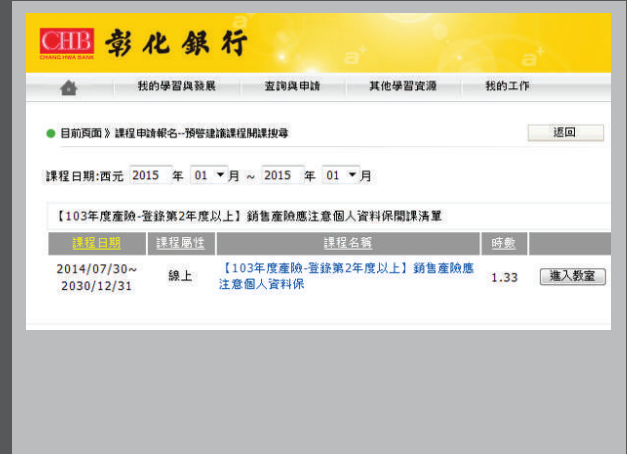 CHB 彰化銀行
CHANG HWA BANK
我的學習與發展 查詢與申請 其他學習資源 我的工作
目前頁面》課程申請報名--預警建議課程開課搜尋 返回
課程日期:西元 2015 年 01 月 ~ 2015 年 01 月
【103年度產險-登錄第2年度以上】銷售產險應注意個人資料保開課清單
課程日期 課程屬性 課程名稱 時數
2014/07/30~
2030/12/31
線上
【103年度產險-登錄第2年度以上】銷售產險應
注意個人資料保
1.33 進入教室